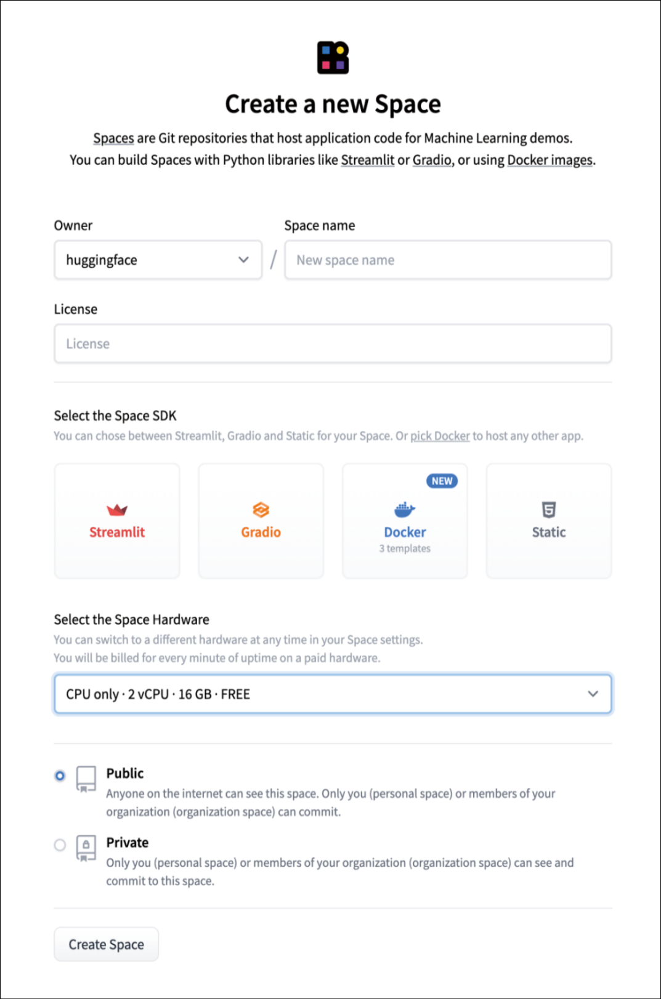 Create a new Space
Spaces are Git repositories that host application code for Machine Learning demos.
You can build Spaces with Python libraries like Streamlit or Gradio, or using Docker images.
Owner
Space name
huggingface
/
New space name
License
License
Select the Space SDK
You can chose between Streamlit, Gradio and Static for your Space. Or pick Docker to host any other app.
Streamlit
Gradio
NEW
Docker
3 templates
5
Static
Select the Space Hardware
You can switch to a different hardware at any time in your Space settings.
You will be billed for every minute of uptime on a paid hardware.
CPU only · 2 vCPU · 16 GB · FREE
Public
Anyone on the internet can see this space. Only you (personal space) or members of your
organization (organization space) can commit.
Private
Only you (personal space) or members of your organization (organization space) can see and
commit to this space.
Create Space